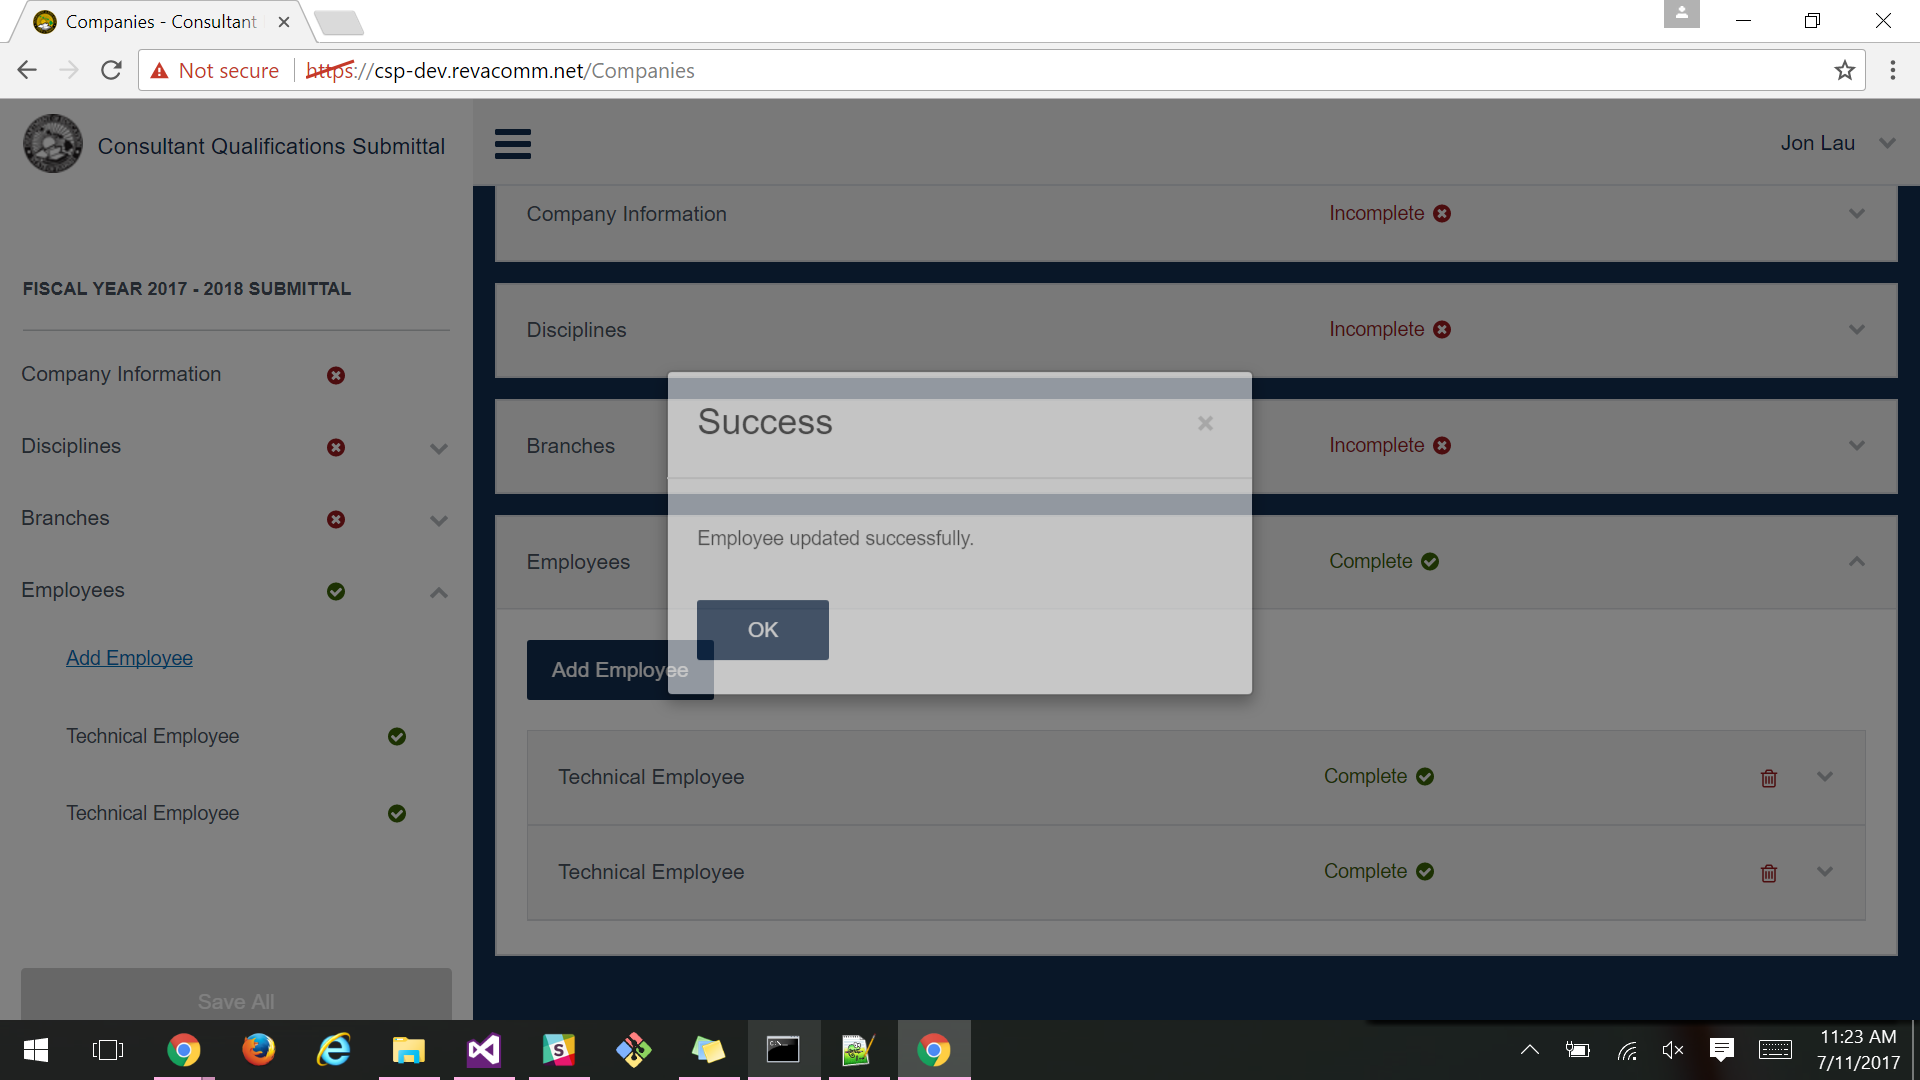 Companies - Consultant
Not secure https://csp-dev.revacomm.net/Companies
Consultant Qualifications Submittal
Jon Lau
FISCAL YEAR 2017 - 2018 SUBMITTAL
Company Information
Disciplines
Branches
Employees
Add Employee
Technical Employee
Technical Employee
Save All
Company Information Incomplete
Disciplines Incomplete
Branches Incomplete
Employees Complete
Add Employee
Technical Employee Complete
Technical Employee Complete
Success ×
Employee updated successfully.
OK
11:23 AM
7/11/2017